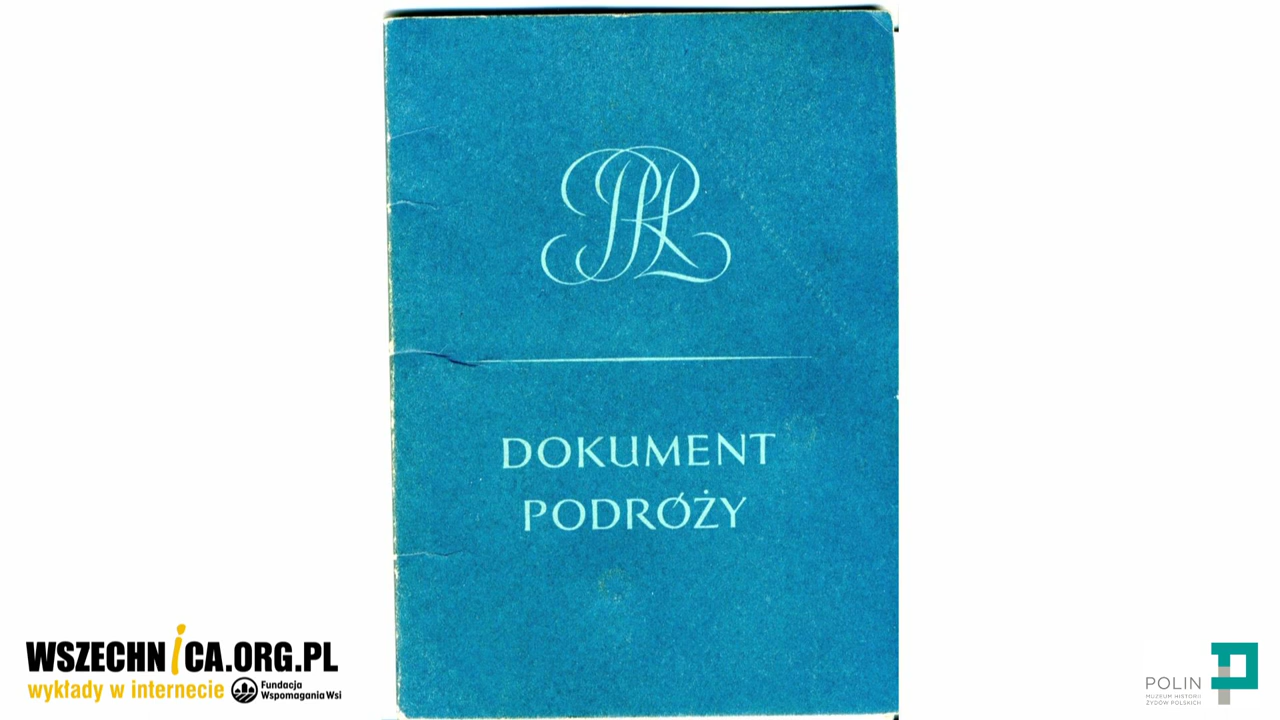 PRL
DOKUMENT
PODRÓŻY
WSZECHNICA.ORG.PL
wykłady w internecie
Fundacja
Wspomagania Wsi
POLIN
MUZEUM HISTORII
ŻYDÓW POLSKICH